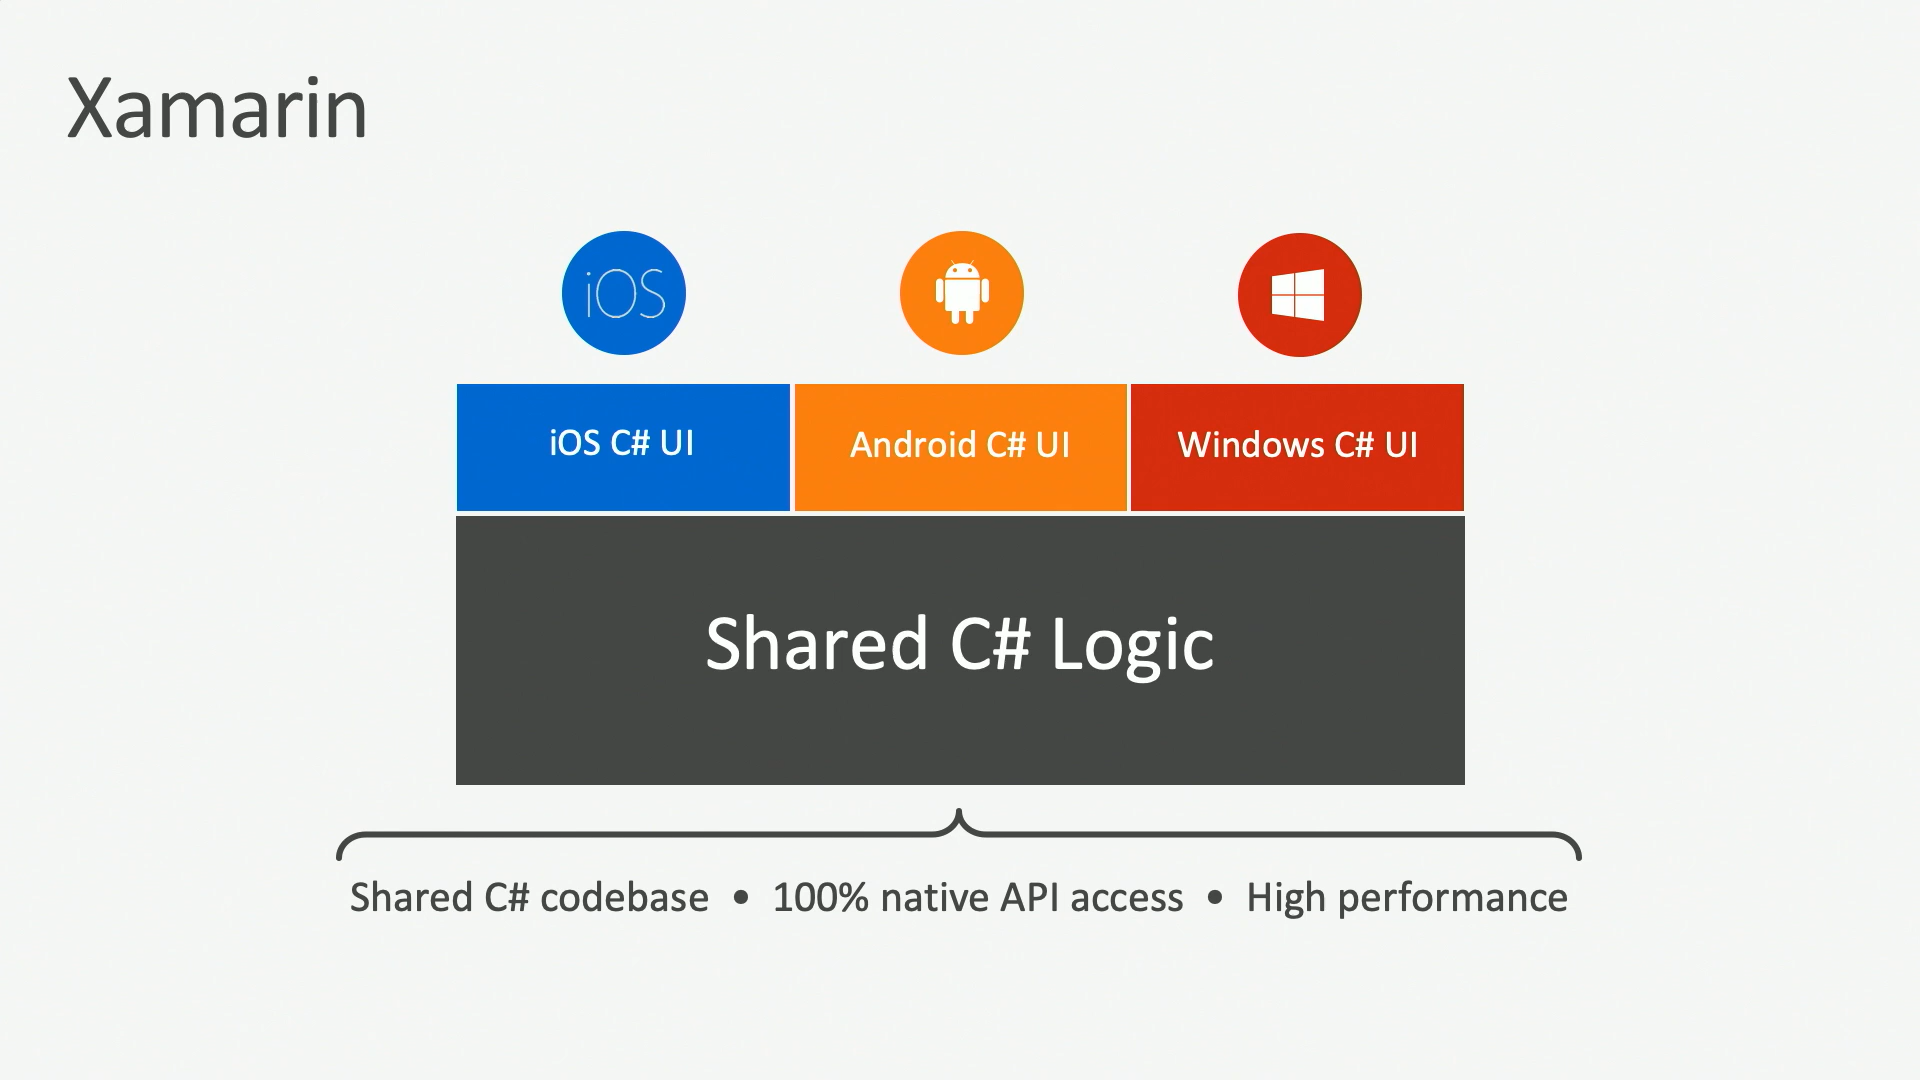 Xamarin
iOS
iOS C# UI
Android C# UI
Windows C# UI
Shared C# Logic
Shared C# codebase • 100% native API access • High performance